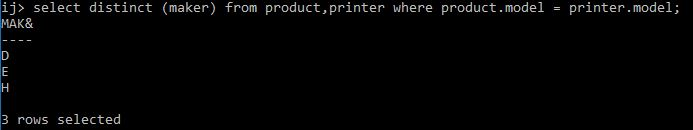 ij> select distinct (maker) from product,printer where product.model = printer.model;
MAK&
----
D
E
H
3 rows selected